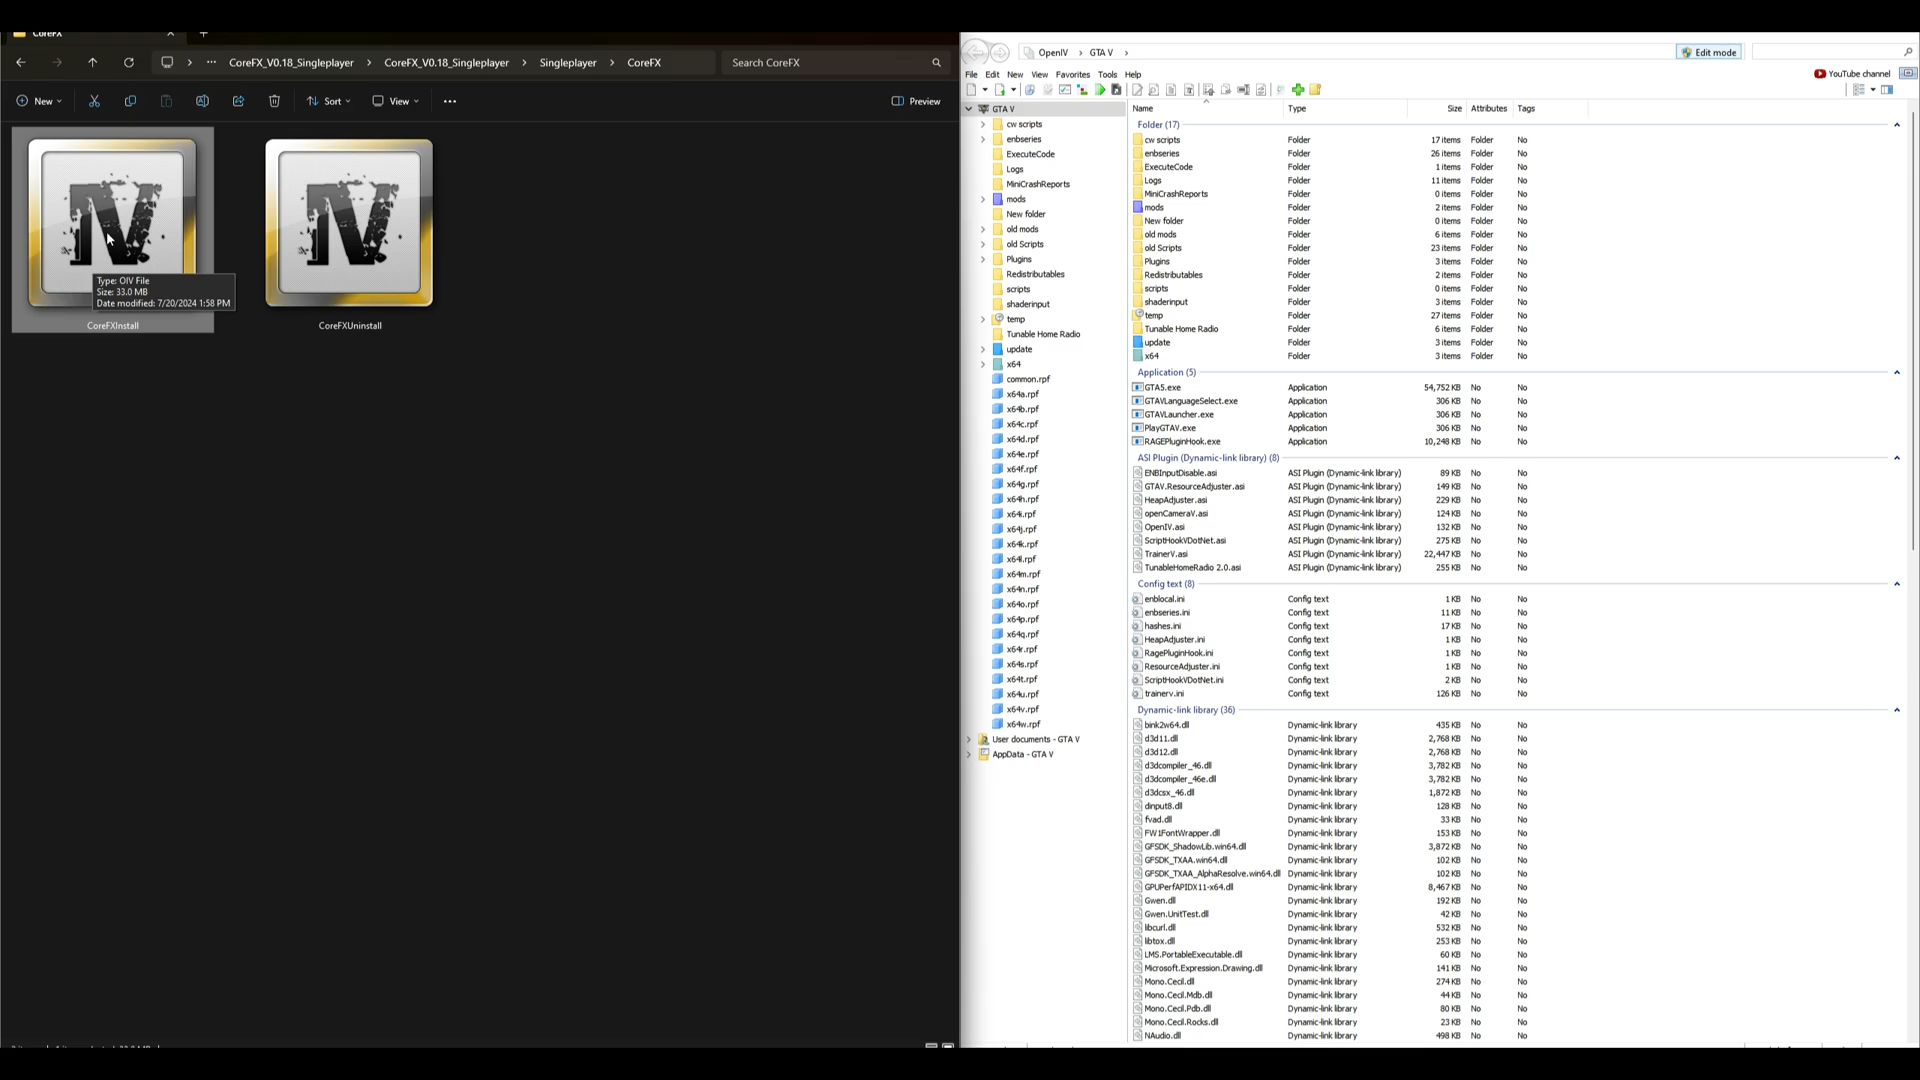 CoreFX
CoreFX_V0.18_Singleplayer > CoreFX_V0.18_Singleplayer > Singleplayer > CoreFX
Search CoreFX
New
Sort
View
Preview
Type: OIV File
Size: 33.0 MB
Date modified: 7/20/2024 1:58 PM
CoreFXInstall
CoreFXUninstall
OpenIV > GTA V >
Edit mode
File Edit New View Favorites Tools Help
YouTube channel
GTA V
cw scripts
enbseries
ExecuteCode
Logs
MiniCrashReports
mods
New folder
old mods
old Scripts
Plugins
Redistributables
scripts
shaderinput
temp
Tunable Home Radio
update
x64
common.rpf
x64a.rpf
x64b.rpf
x64c.rpf
x64d.rpf
x64e.rpf
x64f.rpf
x64g.rpf
x64h.rpf
x64i.rpf
x64j.rpf
x64k.rpf
x64l.rpf
x64m.rpf
x64n.rpf
x64o.rpf
x64p.rpf
x64q.rpf
x64r.rpf
x64s.rpf
x64t.rpf
x64u.rpf
x64v.rpf
x64w.rpf
User documents - GTA V
AppData - GTA V
Name Type Size Attributes Tags
Folder (17)
cw scripts Folder 17 items Folder No
enbseries Folder 26 items Folder No
ExecuteCode Folder 1 items Folder No
Logs Folder 11 items Folder No
MiniCrashReports Folder 0 items Folder No
mods Folder 2 items Folder No
New folder Folder 0 items Folder No
old mods Folder 6 items Folder No
old Scripts Folder 23 items Folder No
Plugins Folder 3 items Folder No
Redistributables Folder 2 items Folder No
scripts Folder 0 items Folder No
shaderinput Folder 3 items Folder No
temp Folder 27 items Folder No
Tunable Home Radio Folder 6 items Folder No
update Folder 3 items Folder No
x64 Folder 3 items Folder No
Application (5)
GTA5.exe Application 54,752 KB No No
GTAVLanguageSelect.exe Application 306 KB No No
GTAVLauncher.exe Application 306 KB No No
PlayGTAV.exe Application 306 KB No No
RAGEPluginHook.exe Application 10,248 KB No No
ASI Plugin (Dynamic-link library) (8)
ENBInputDisable.asi ASI Plugin (Dynamic-link library) 89 KB No No
GTAV.ResourceAdjuster.asi ASI Plugin (Dynamic-link library) 149 KB No No
HeapAdjuster.asi ASI Plugin (Dynamic-link library) 229 KB No No
openCameraV.asi ASI Plugin (Dynamic-link library) 124 KB No No
OpenIV.asi ASI Plugin (Dynamic-link library) 132 KB No No
ScriptHookVDotNet.asi ASI Plugin (Dynamic-link library) 275 KB No No
TrainerV.asi ASI Plugin (Dynamic-link library) 22,447 KB No No
TunableHomeRadio 2.0.asi ASI Plugin (Dynamic-link library) 255 KB No No
Config text (8)
enblocal.ini Config text 1 KB No No
enbseries.ini Config text 11 KB No No
hashes.ini Config text 17 KB No No
HeapAdjuster.ini Config text 1 KB No No
RagePluginHook.ini Config text 1 KB No No
ResourceAdjuster.ini Config text 1 KB No No
ScriptHookVDotNet.ini Config text 2 KB No No
trainerv.ini Config text 126 KB No No
Dynamic-link library (36)
bink2w64.dll Dynamic-link library 435 KB No No
d3d11.dll Dynamic-link library 2,768 KB No No
d3d12.dll Dynamic-link library 2,768 KB No No
d3dcompiler_46.dll Dynamic-link library 3,782 KB No No
d3dcompiler_46e.dll Dynamic-link library 3,782 KB No No
d3dcsx_46.dll Dynamic-link library 1,872 KB No No
dinput8.dll Dynamic-link library 128 KB No No
fvad.dll Dynamic-link library 33 KB No No
FW1FontWrapper.dll Dynamic-link library 153 KB No No
GFSDK_ShadowLib.win64.dll Dynamic-link library 3,872 KB No No
GFSDK_TXAA.win64.dll Dynamic-link library 102 KB No No
GFSDK_TXAA_AlphaResolve.win64.dll Dynamic-link library 102 KB No No
GPUPerfAPIDX11-x64.dll Dynamic-link library 8,467 KB No No
Gwen.dll Dynamic-link library 192 KB No No
Gwen.UnitTest.dll Dynamic-link library 42 KB No No
libcurl.dll Dynamic-link library 532 KB No No
libtox.dll Dynamic-link library 253 KB No No
LMS.PortableExecutable.dll Dynamic-link library 60 KB No No
Microsoft.Expression.Drawing.dll Dynamic-link library 141 KB No No
Mono.Cecil.dll Dynamic-link library 274 KB No No
Mono.Cecil.Mdb.dll Dynamic-link library 44 KB No No
Mono.Cecil.Pdb.dll Dynamic-link library 80 KB No No
Mono.Cecil.Rocks.dll Dynamic-link library 23 KB No No
NAudio.dll Dynamic-link library 498 KB No No